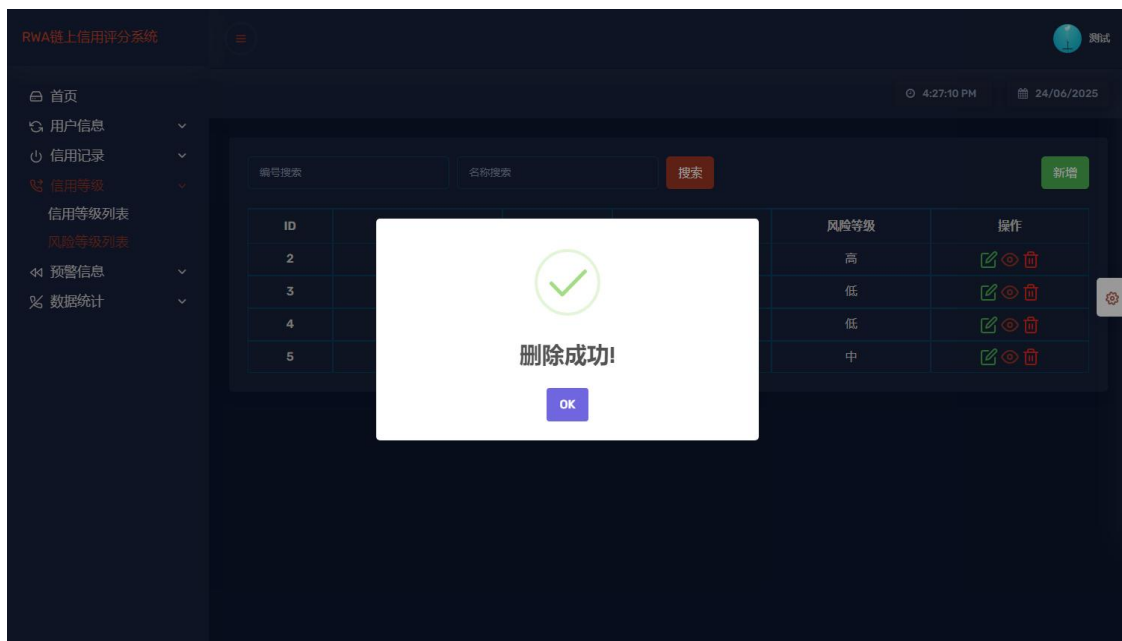 RWA链上信用评分系统
测试
4:27:10 PM 24/06/2025
首页
用户信息
信用记录
信用等级
信用等级列表
风险等级列表
预警信息
数据统计
编号搜索 名称搜索 搜索 新增
ID 风险等级 操作
2 高
3 低
4 低
5 中
删除成功!
OK